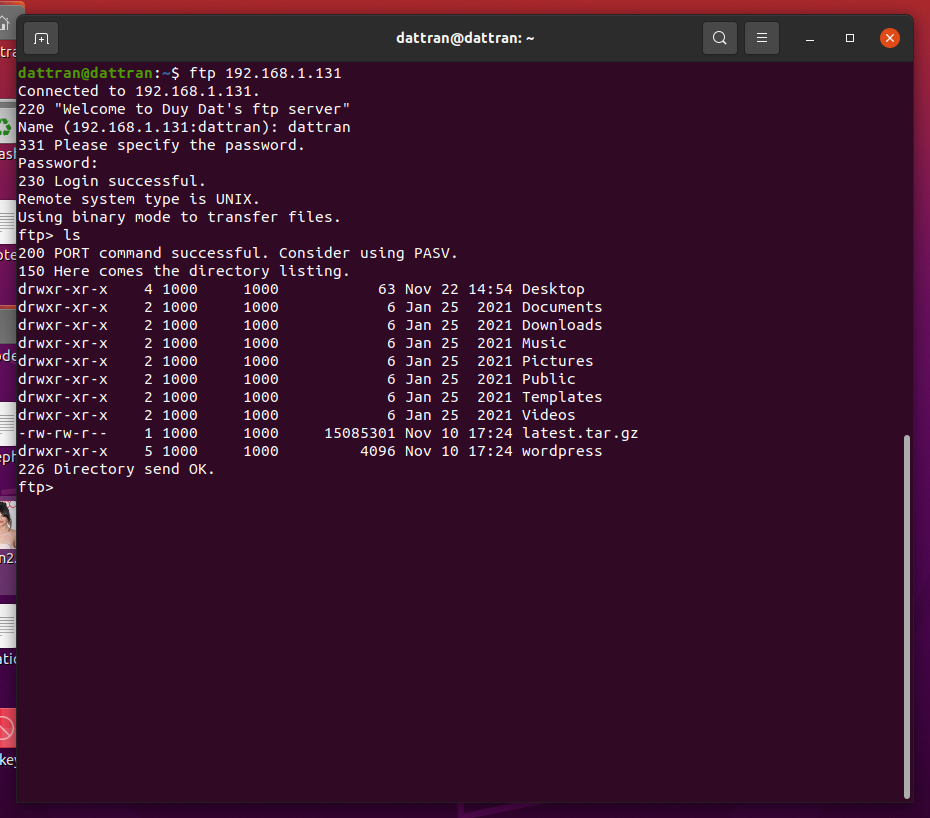 dattran@dattran: ~
dattran@dattran:~$ ftp 192.168.1.131
Connected to 192.168.1.131.
220 "Welcome to Duy Dat's ftp server"
Name (192.168.1.131:dattran): dattran
331 Please specify the password.
Password:
230 Login successful.
Remote system type is UNIX.
Using binary mode to transfer files.
ftp> ls
200 PORT command successful. Consider using PASV.
150 Here comes the directory listing.
drwxr-xr-x    4 1000     1000           63 Nov 22 14:54 Desktop
drwxr-xr-x    2 1000     1000            6 Jan 25  2021 Documents
drwxr-xr-x    2 1000     1000            6 Jan 25  2021 Downloads
drwxr-xr-x    2 1000     1000            6 Jan 25  2021 Music
drwxr-xr-x    2 1000     1000            6 Jan 25  2021 Pictures
drwxr-xr-x    2 1000     1000            6 Jan 25  2021 Public
drwxr-xr-x    2 1000     1000            6 Jan 25  2021 Templates
drwxr-xr-x    2 1000     1000            6 Jan 25  2021 Videos
-rw-rw-r--    1 1000     1000     15085301 Nov 10 17:24 latest.tar.gz
drwxr-xr-x    5 1000     1000         4096 Nov 10 17:24 wordpress
226 Directory send OK.
ftp>